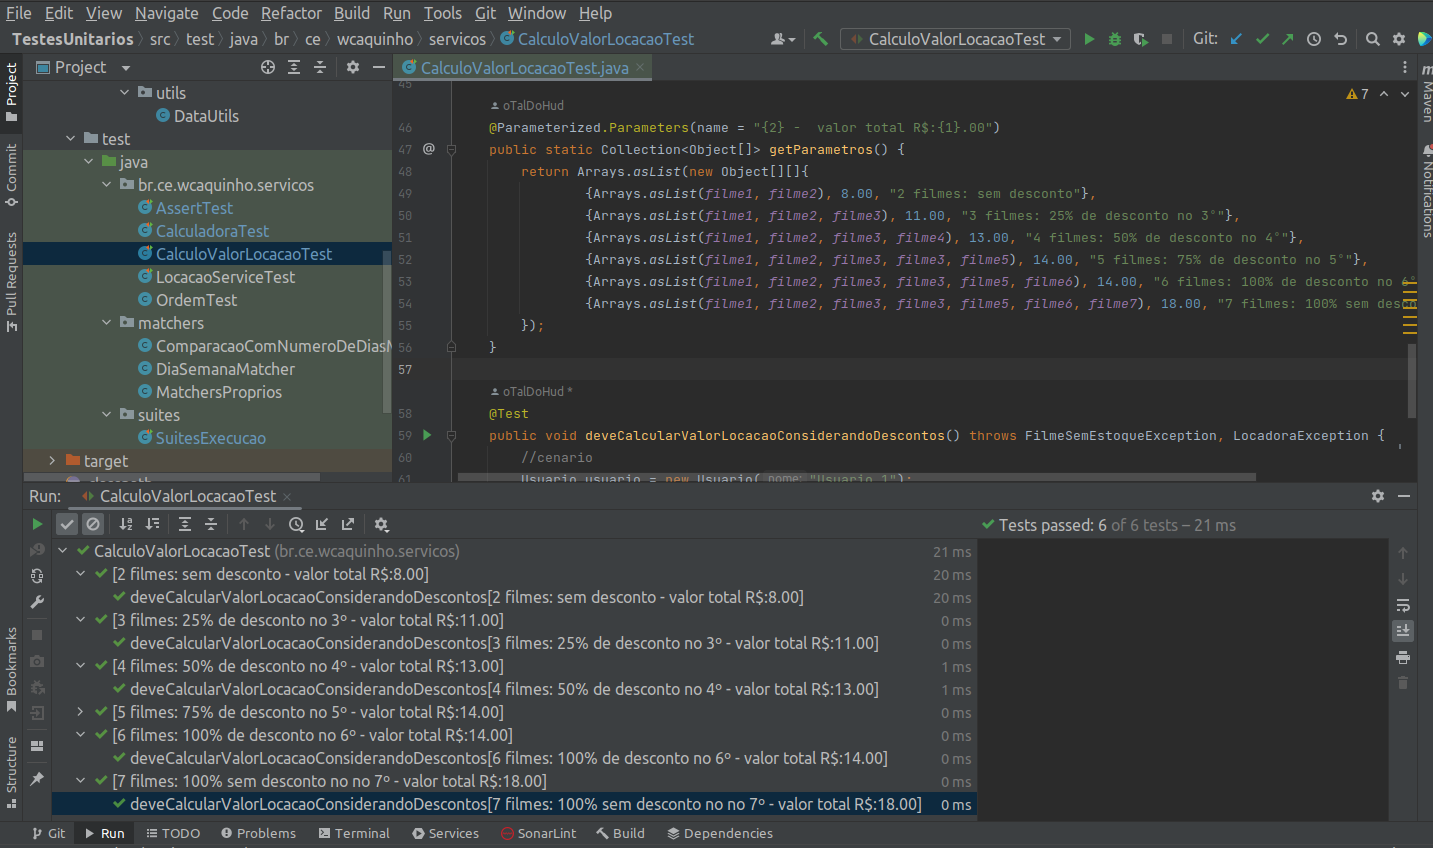 File Edit View Navigate Code Refactor Build Run Tools Git Window Help
TestesUnitarios src test java br ce wcaquinho servicos CalculoValorLocacaoTest CalculoValorLocacaoTest Git:
Project CalculoValorLocacaoTest.java
Project
Commit
Pull Requests
Bookmarks
Structure
utils
DataUtils
test
java
br.ce.wcaquinho.servicos
AssertTest
CalculadoraTest
CalculoValorLocacaoTest
LocacaoServiceTest
OrdemTest
matchers
ComparacaoComNumeroDeDias
DiaSemanaMatcher
MatchersProprios
suites
SuitesExecucao
target
45
oTalDoHud
7
46 @Parameterized.Parameters(name = "{2} -  valor total R$:{1}.00")
47 @ public static Collection<Object[]> getParametros() {
48 return Arrays.asList(new Object[][]{
49 {Arrays.asList(filme1, filme2), 8.00, "2 filmes: sem desconto"},
50 {Arrays.asList(filme1, filme2, filme3), 11.00, "3 filmes: 25% de desconto no 3°"},
51 {Arrays.asList(filme1, filme2, filme3, filme4), 13.00, "4 filmes: 50% de desconto no 4°"},
52 {Arrays.asList(filme1, filme2, filme3, filme3, filme5), 14.00, "5 filmes: 75% de desconto no 5°"},
53 {Arrays.asList(filme1, filme2, filme3, filme3, filme5, filme6), 14.00, "6 filmes: 100% de desconto no 6°
54 {Arrays.asList(filme1, filme2, filme3, filme3, filme5, filme6, filme7), 18.00, "7 filmes: 100% sem desco
55 });
56 }
57
oTalDoHud *
58 @Test
59 public void deveCalcularValorLocacaoConsiderandoDescontos() throws FilmeSemEstoqueException, LocadoraException {
60 //cenario
61 Usuario usuario = new Usuario( nome: "Usuario 1");
Maven
Notifications
Run: CalculoValorLocacaoTest
Tests passed: 6 of 6 tests – 21 ms
CalculoValorLocacaoTest (br.ce.wcaquinho.servicos) 21 ms
[2 filmes: sem desconto - valor total R$:8.00] 20 ms
deveCalcularValorLocacaoConsiderandoDescontos[2 filmes: sem desconto - valor total R$:8.00] 20 ms
[3 filmes: 25% de desconto no 3º - valor total R$:11.00] 0 ms
deveCalcularValorLocacaoConsiderandoDescontos[3 filmes: 25% de desconto no 3º - valor total R$:11.00] 0 ms
[4 filmes: 50% de desconto no 4º - valor total R$:13.00] 1 ms
deveCalcularValorLocacaoConsiderandoDescontos[4 filmes: 50% de desconto no 4º - valor total R$:13.00] 1 ms
[5 filmes: 75% de desconto no 5º - valor total R$:14.00] 0 ms
[6 filmes: 100% de desconto no 6º - valor total R$:14.00] 0 ms
deveCalcularValorLocacaoConsiderandoDescontos[6 filmes: 100% de desconto no 6º - valor total R$:14.00] 0 ms
[7 filmes: 100% sem desconto no no 7º - valor total R$:18.00] 0 ms
deveCalcularValorLocacaoConsiderandoDescontos[7 filmes: 100% sem desconto no no 7º - valor total R$:18.00] 0 ms
Git Run TODO Problems Terminal Services SonarLint Build Dependencies